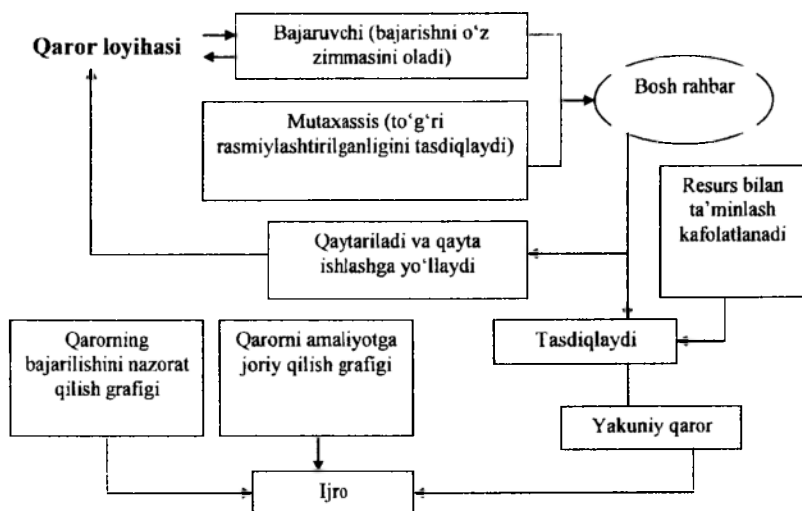 Qaror loyihasi
Bajaruvchi (bajarishni o‘z
zimmasini oladi)
Bosh rahbar
Mutaxassis (to‘g‘ri
rasmiylashtirilganligini tasdiqlaydi)
Resurs bilan
ta’minlash
kafolatlanadi
Qaytariladi va qayta
ishlashga yo‘llaydi
Qarorning
bajarilishini nazorat
qilish grafigi
Qarorni amaliyotga
joriy qilish grafigi
Tasdiqlaydi
Yakuniy qaror
Ijro